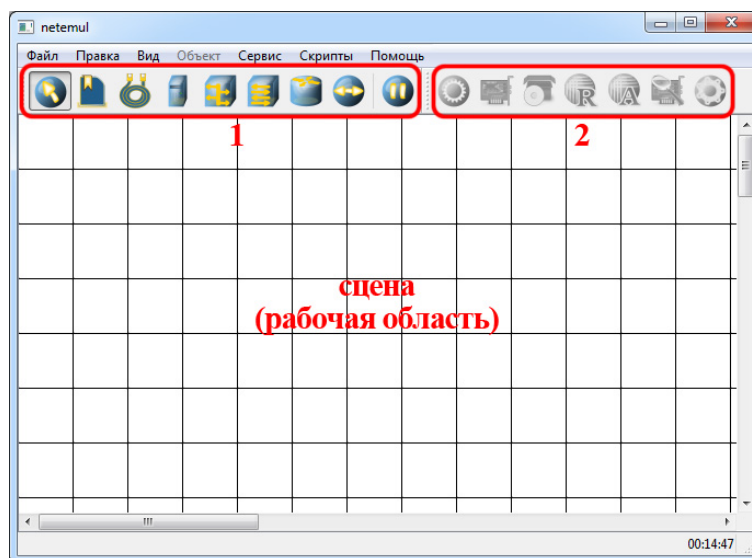 netemul
Файл Правка Вид Объект Сервис Скрипты Помощь
R A
1 2
сцена
(рабочая область)
00:14:47